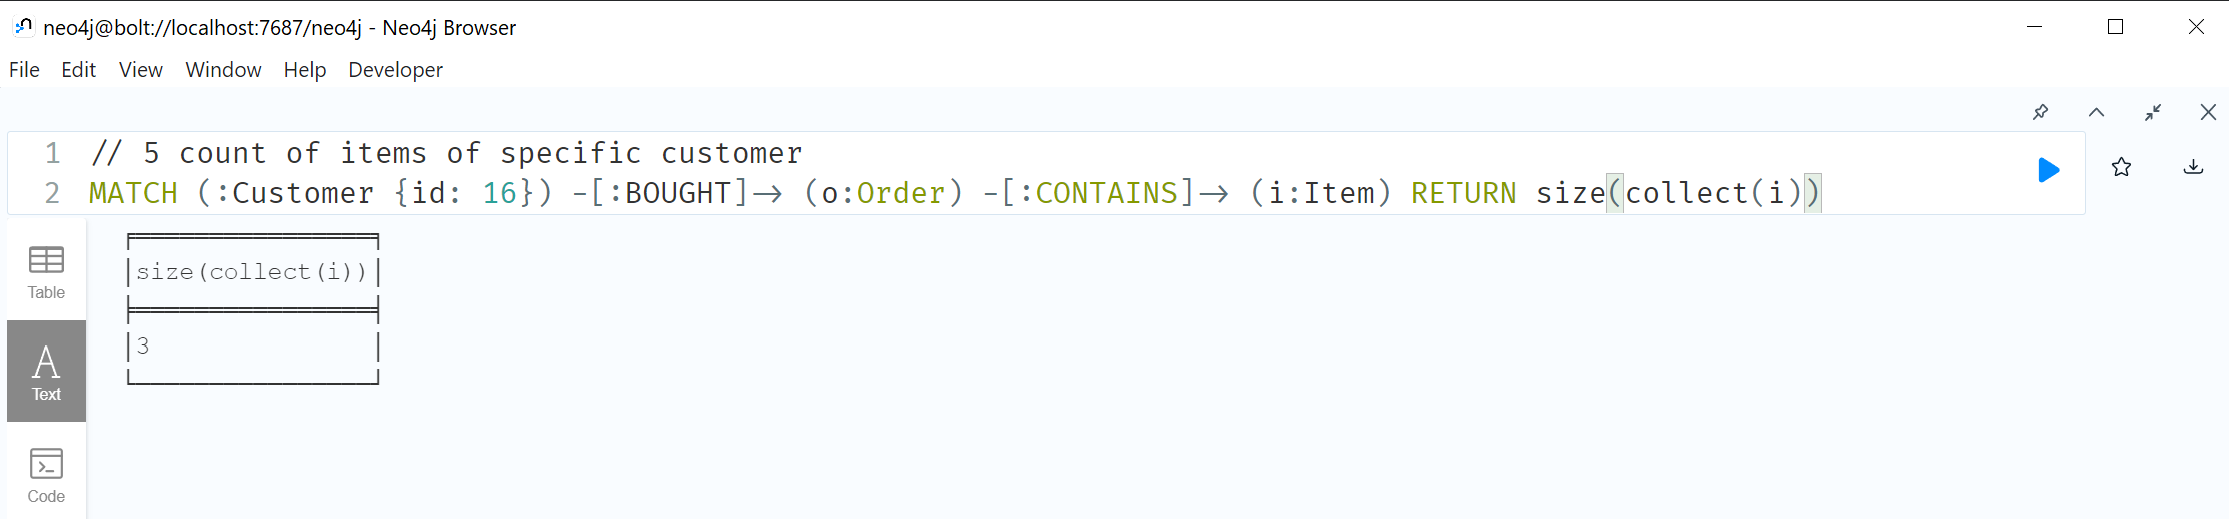 neo4j@bolt://localhost:7687/neo4j - Neo4j Browser
File Edit View Window Help Developer
1 // 5 count of items of specific customer
2 MATCH (:Customer {id: 16}) -[:BOUGHT]-> (o:Order) -[:CONTAINS]-> (i:Item) RETURN size(collect(i))
size(collect(i))
Table
3
A
Text
Code